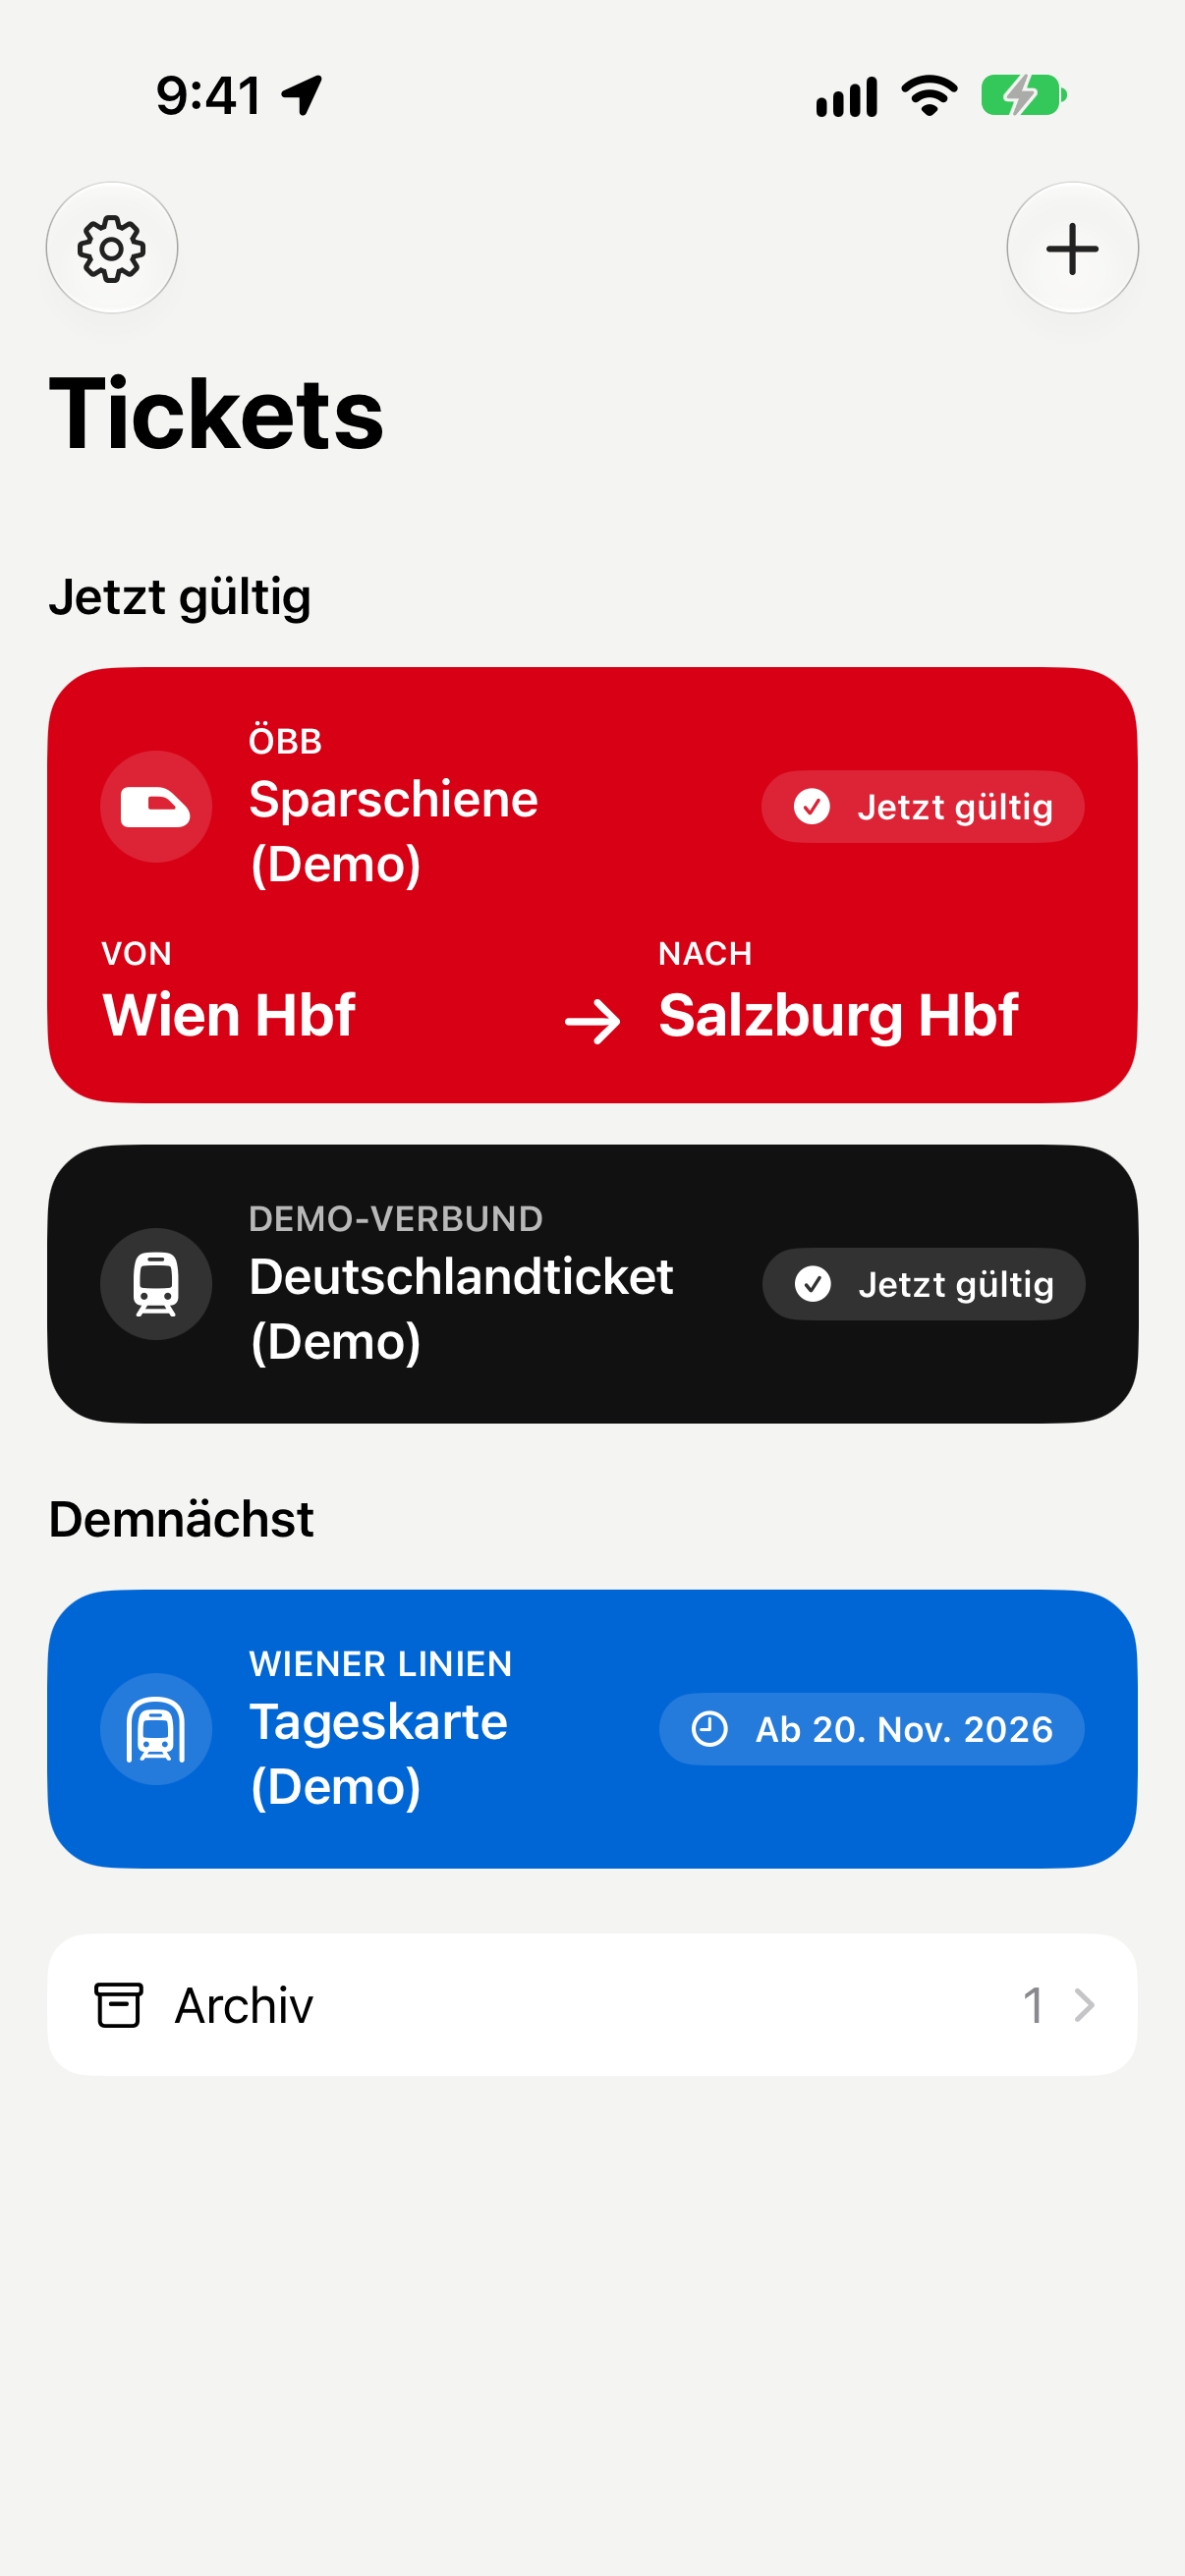 9:41
Tickets
Jetzt gültig
ÖBB
Sparschiene
(Demo)
Jetzt gültig
VON
Wien Hbf
NACH
Salzburg Hbf
DEMO-VERBUND
Deutschlandticket
(Demo)
Jetzt gültig
Demnächst
WIENER LINIEN
Tageskarte
(Demo)
Ab 20. Nov. 2026
Archiv
1